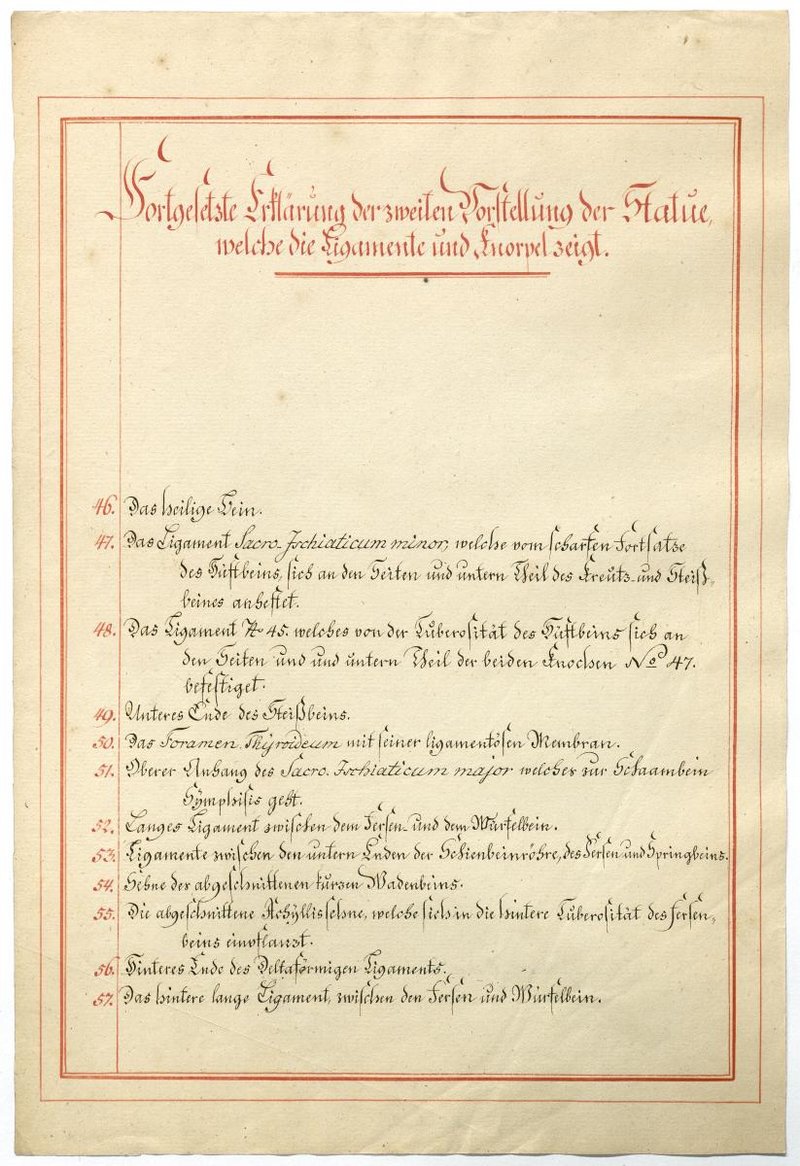 Fortgesetzte Erklärung der zweiten Vorstellung der Statue,
welche die Ligamente und Knorpel zeigt.
46. Das heilige Bein.
47. Das Ligament Sacro-Ischiaticum minor, welche vom scharfen Fortsatze
des Hüftbeins, sich an den Seiten und untern Theil des Kreutz- und Steiß-
beines anheftet.
48. Das Ligament No 45. welches von der Tuberosität des Hüftbeins sich an
den Seiten und und untern Theil der beiden Knochen No 47.
befestiget.
49. Unteres Ende des Steißbeins.
50. Das Foramen Thyroideum mit seiner ligamentösen Membran.
51. Oberer Anhang des Sacro-Ischiaticum major welcher zur Schaambein
Symphisis geht.
52. Langes Ligament zwischen dem Fersen- und dem Würfelbein.
53. Ligamente zwischen den untern Enden der Schienbeinröhre, des Fersen und Springbeins.
54. Sehne des abgeschnittenen kurzen Wadenbeins.
55. Die abgeschnittene Achyllissehne, welche sich in die hintere Tuberosität des Fersen-
beins einpflanzt.
56. Hinteres Ende des Deltaförmigen Ligaments.
57. Das hintere lange Ligament, zwischen den Fersen und Würfelbein.